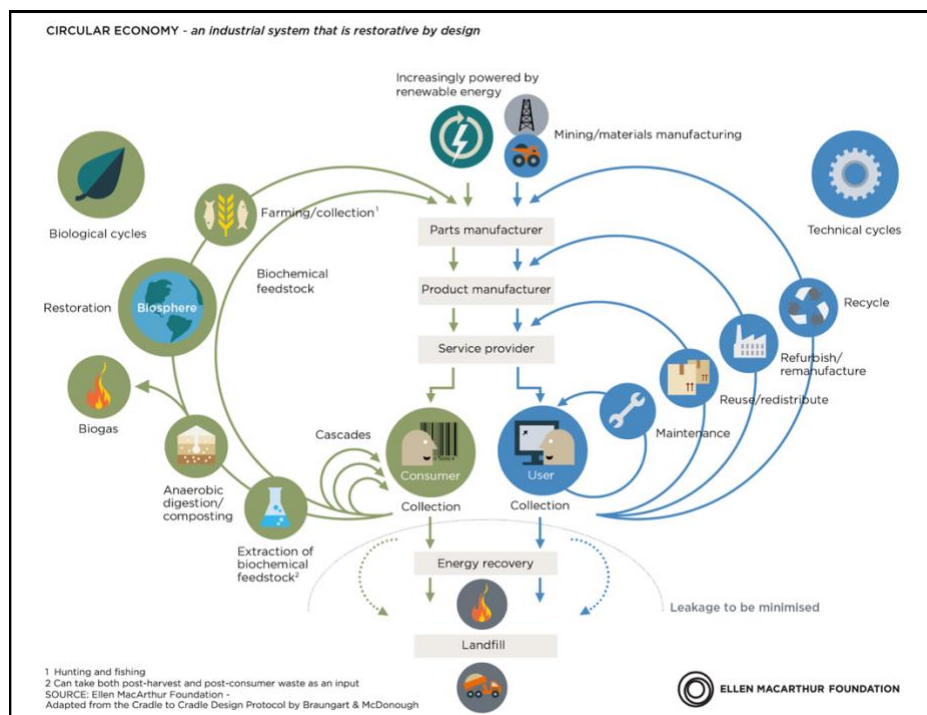 CIRCULAR ECONOMY - an industrial system that is restorative by design
Increasingly powered by
renewable energy
Mining/materials manufacturing
Biological cycles
Farming/collection¹
Parts manufacturer
Technical cycles
Biochemical
feedstock
Restoration
Biosphere
Product manufacturer
Recycle
Service provider
Refurbish/
remanufacture
Reuse/redistribute
Biogas
Cascades
Maintenance
Consumer
User
Anaerobic
digestion/
composting
Collection
Collection
Extraction of
biochemical
feedstock²
Energy recovery
Leakage to be minimised
Landfill
1 Hunting and fishing
2 Can take both post-harvest and post-consumer waste as an input
SOURCE: Ellen MacArthur Foundation -
Adapted from the Cradle to Cradle Design Protocol by Braungart & McDonough
ELLEN MACARTHUR FOUNDATION